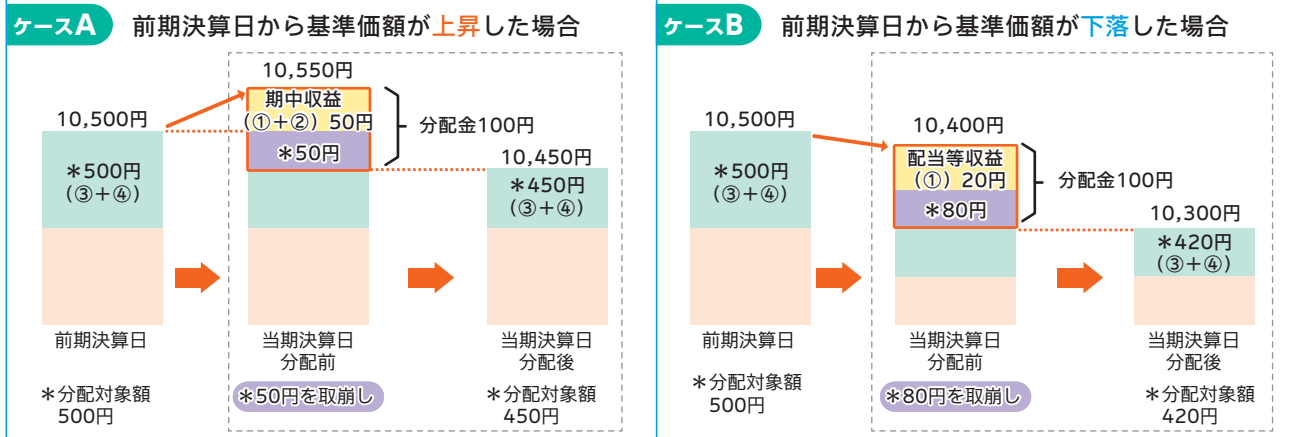 ケースA 前期決算日から基準価額が上昇した場合
10,550円
10,500円
期中収益
(①+②) 50円
分配金100円
*50円
10,450円
*500円
(③+④)
*450円
(③+④)
前期決算日
当期決算日
分配前
当期決算日
分配後
*分配対象額
500円
*50円を取崩し
*分配対象額
450円
ケースB 前期決算日から基準価額が下落した場合
10,500円
10,400円
配当等収益
(①) 20円
分配金100円
*80円
*500円
(③+④)
10,300円
*420円
(③+④)
前期決算日
当期決算日
分配前
当期決算日
分配後
*分配対象額
500円
*80円を取崩し
*分配対象額
420円